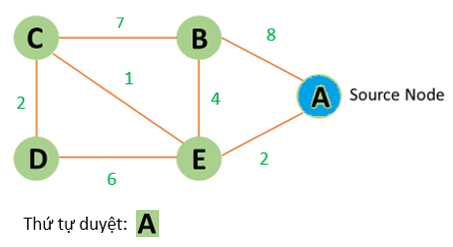 7
C B 8
1 A Source Node
2 4
D E 2
6
Thứ tự duyệt: A